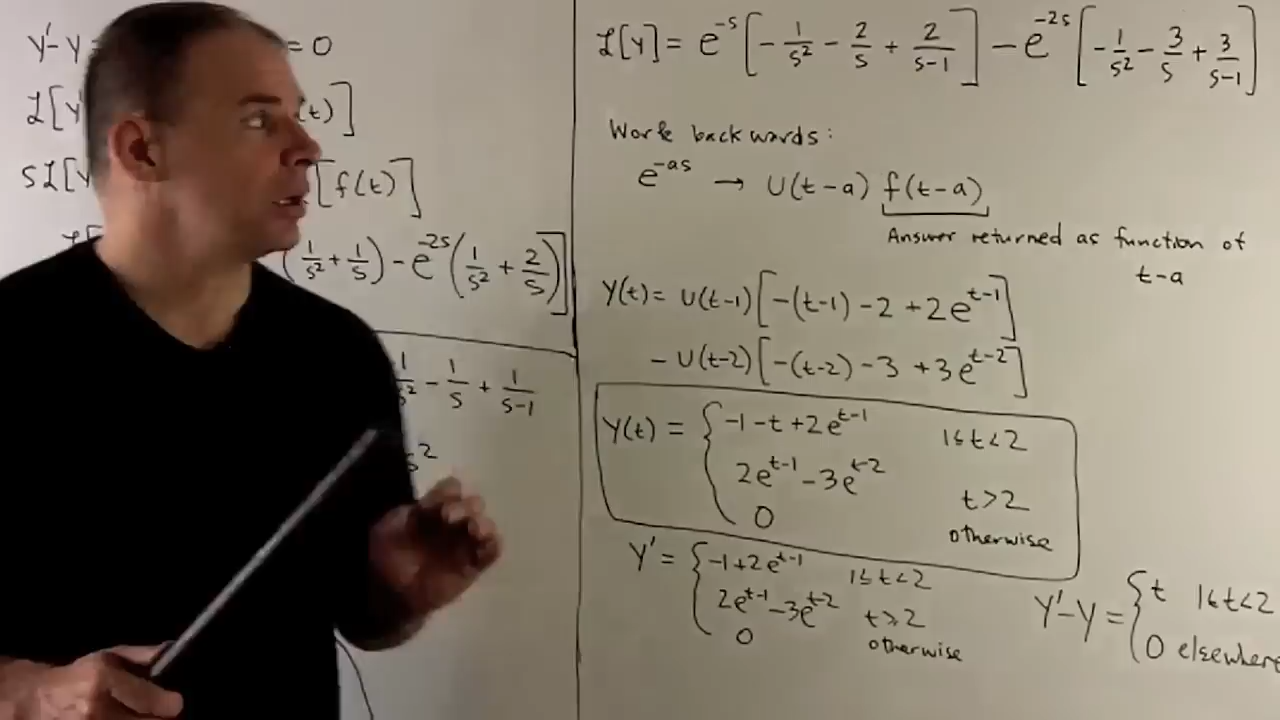 y'-y = = 0
ℒ[y' (t)]
sℒ[y [f(t)]
(1/s² + 1/s) - e^-2s (1/s² + 2/s)]
1/s² - 1/s + 1/s-1
s²
ℒ[y] = e^-s [-1/s² - 2/s + 2/s-1] - e^-2s [-1/s² - 3/s + 3/s-1]
Work backwards:
e^-as → U(t-a) f(t-a)
Answer returned as function of
t-a
y(t) = U(t-1)[-(t-1) - 2 + 2e^t-1]
- U(t-2)[-(t-2) - 3 + 3e^t-2]
y(t) = { -1-t+2e^t-1 1≤t<2
2e^t-1 - 3e^t-2 t>2
0 otherwise
y' = { -1+2e^t-1 1≤t<2
2e^t-1 - 3e^t-2 t>2
0 otherwise
y'-y = { t 1≤t<2
0 elsewhere